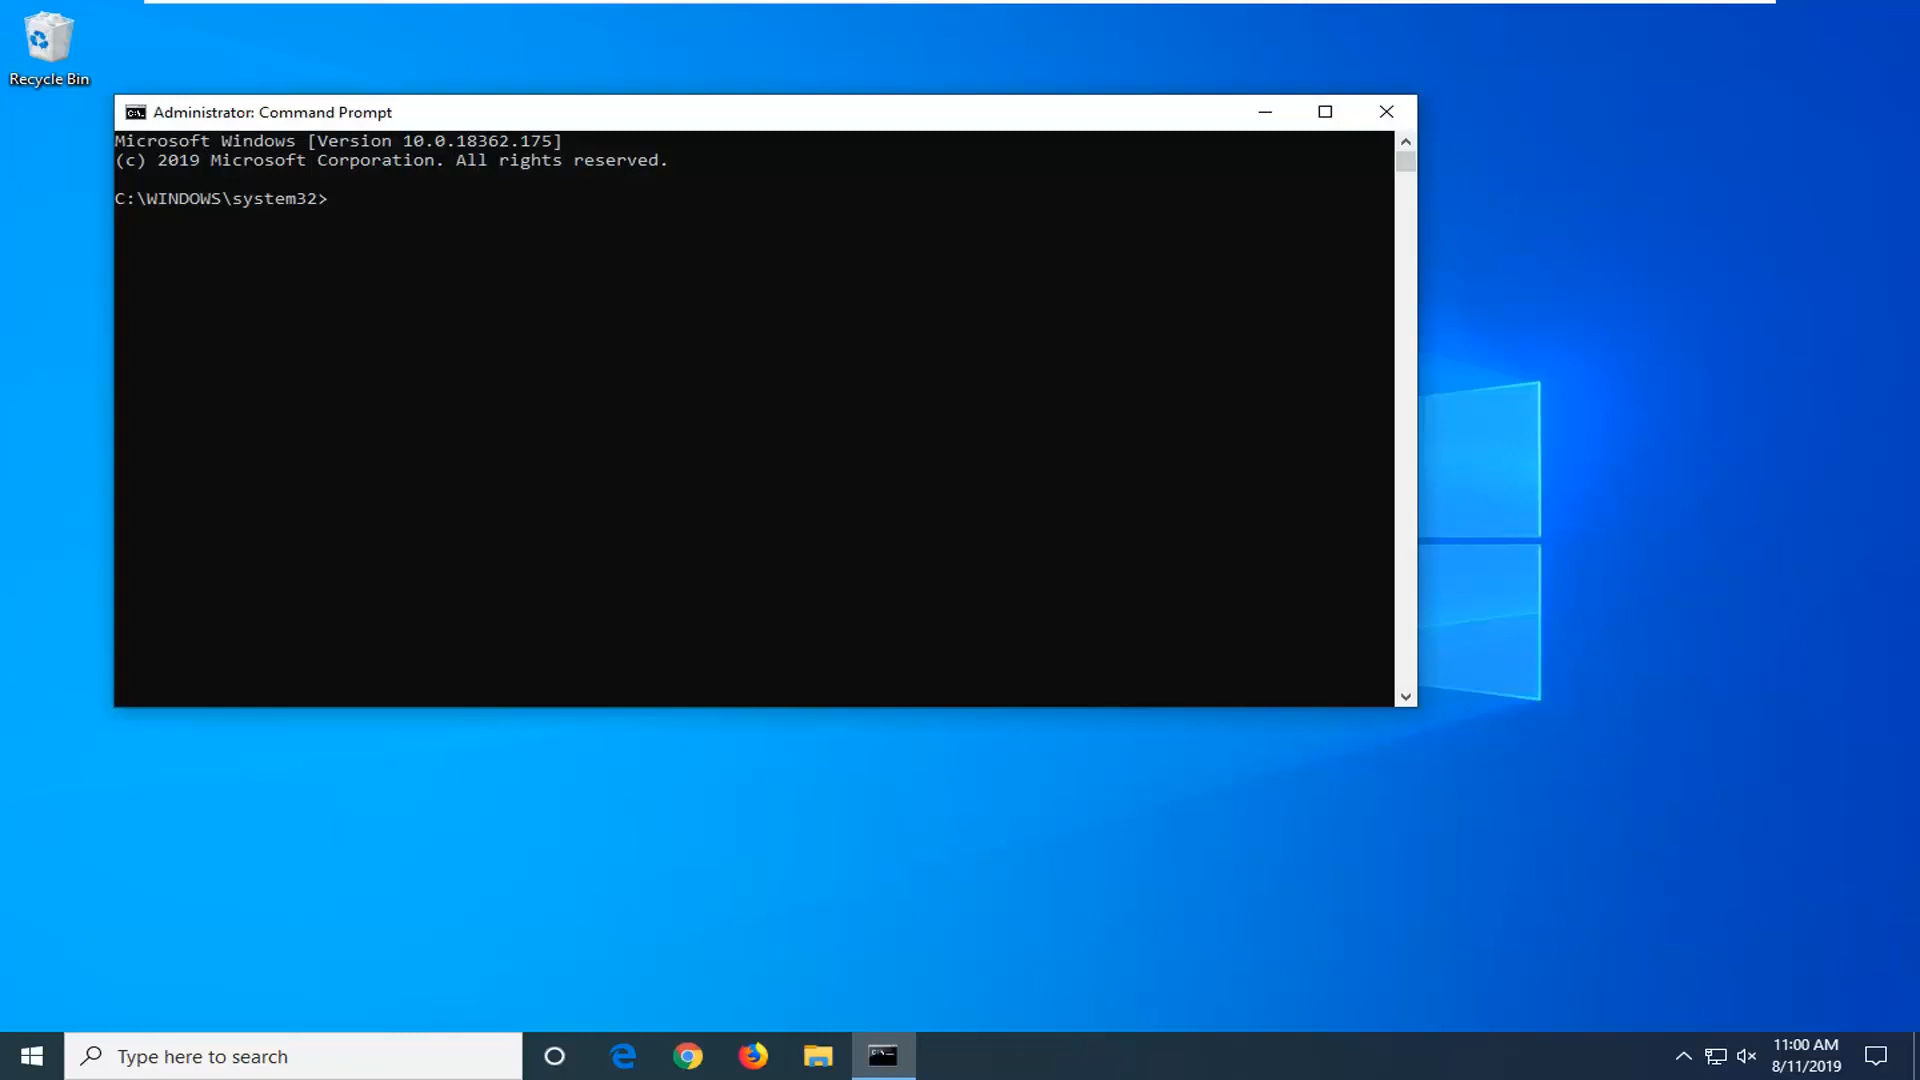 Recycle Bin
Administrator: Command Prompt
Microsoft Windows [Version 10.0.18362.175]
(c) 2019 Microsoft Corporation. All rights reserved.
C:\WINDOWS\system32>
Type here to search
11:00 AM
8/11/2019